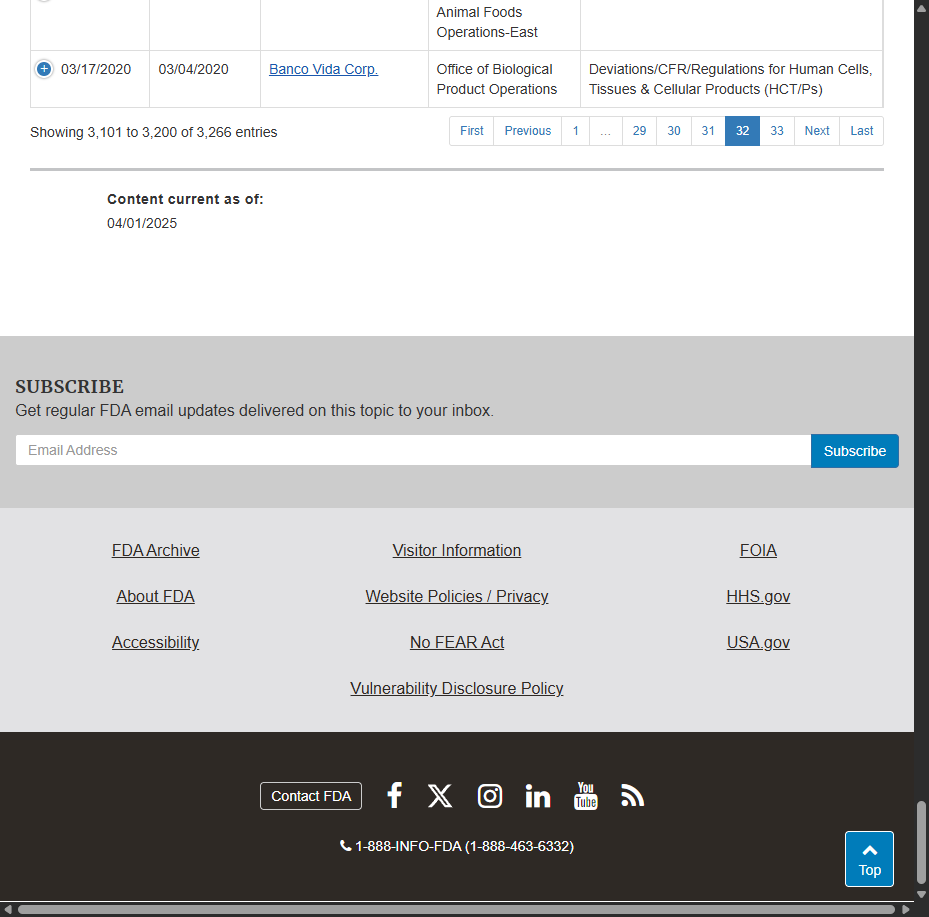 Animal Foods
Operations-East
03/17/2020 03/04/2020 Banco Vida Corp. Office of Biological Deviations/CFR/Regulations for Human Cells,
Product Operations Tissues & Cellular Products (HCT/Ps)
Showing 3,101 to 3,200 of 3,266 entries First Previous 1 ... 29 30 31 32 33 Next Last
Content current as of:
04/01/2025
SUBSCRIBE
Get regular FDA email updates delivered on this topic to your inbox.
Email Address Subscribe
FDA Archive Visitor Information FOIA
About FDA Website Policies / Privacy HHS.gov
Accessibility No FEAR Act USA.gov
Vulnerability Disclosure Policy
Contact FDA You Tube
1-888-INFO-FDA (1-888-463-6332)
Top